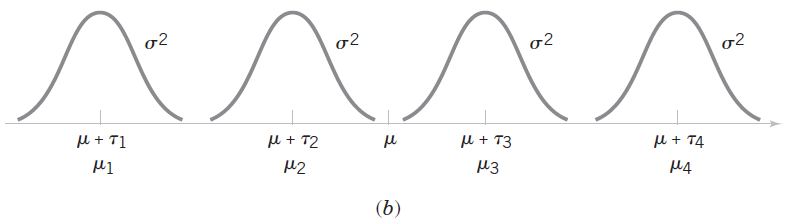 σ² σ² σ² σ²
μ + τ1 μ + τ2 μ μ + τ3 μ + τ4
μ1 μ2 μ3 μ4
(b)